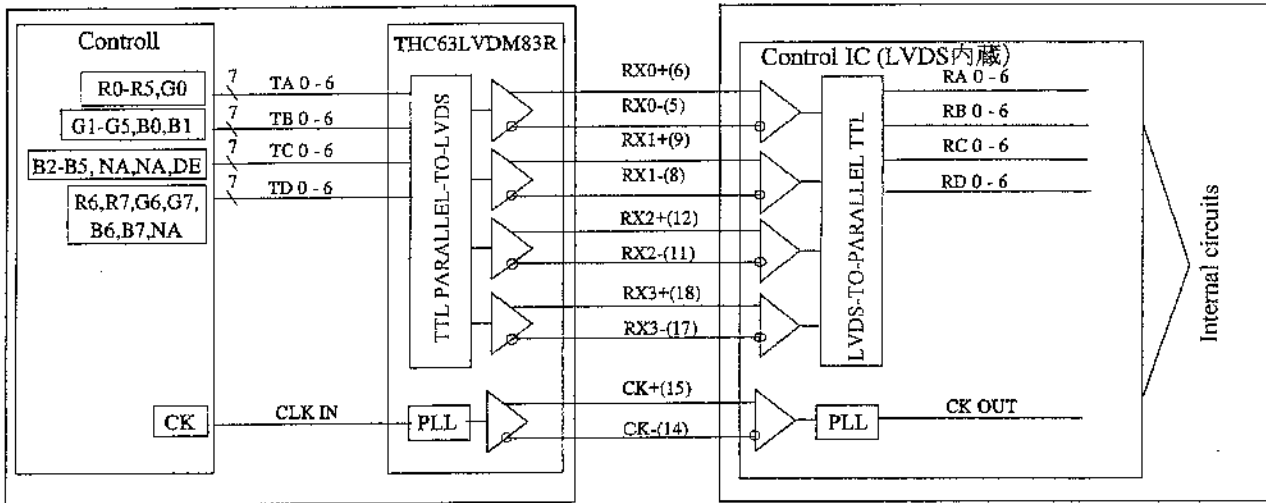 Controll
R0-R5,G0
G1-G5,B0,B1
B2-B5, NA,NA,DE
R6,R7,G6,G7,
B6,B7,NA
CK
7
TA 0 - 6
7
TB 0 - 6
7
TC 0 - 6
7
TD 0 - 6
CLK IN
THC63LVDM83R
TTL PARALLEL-TO-LVDS
PLL
RX0+(6)
RX0-(5)
RX1+(9)
RX1-(8)
RX2+(12)
RX2-(11)
RX3+(18)
RX3-(17)
CK+(15)
CK-(14)
Control IC (LVDS内蔵)
LVDS-TO-PARALLEL TTL
PLL
RA 0 - 6
RB 0 - 6
RC 0 - 6
RD 0 - 6
CK OUT
Internal circuits